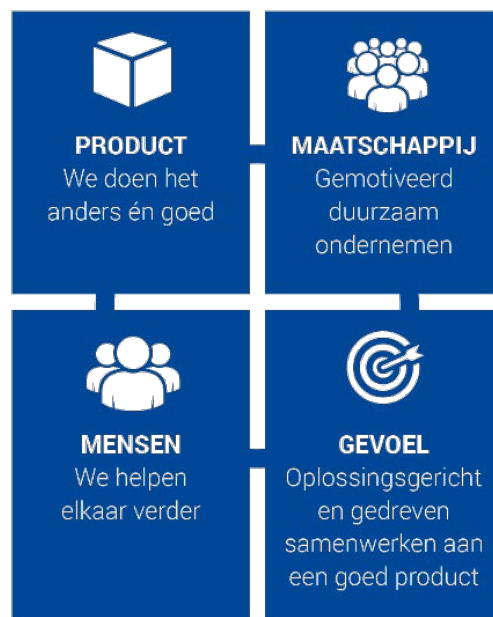 PRODUCT
We doen het
anders én goed
MAATSCHAPPIJ
Gemotiveerd
duurzaam
ondernemen
MENSEN
We helpen
elkaar verder
GEVOEL
Oplossingsgericht
en gedreven
samenwerken aan
een goed product